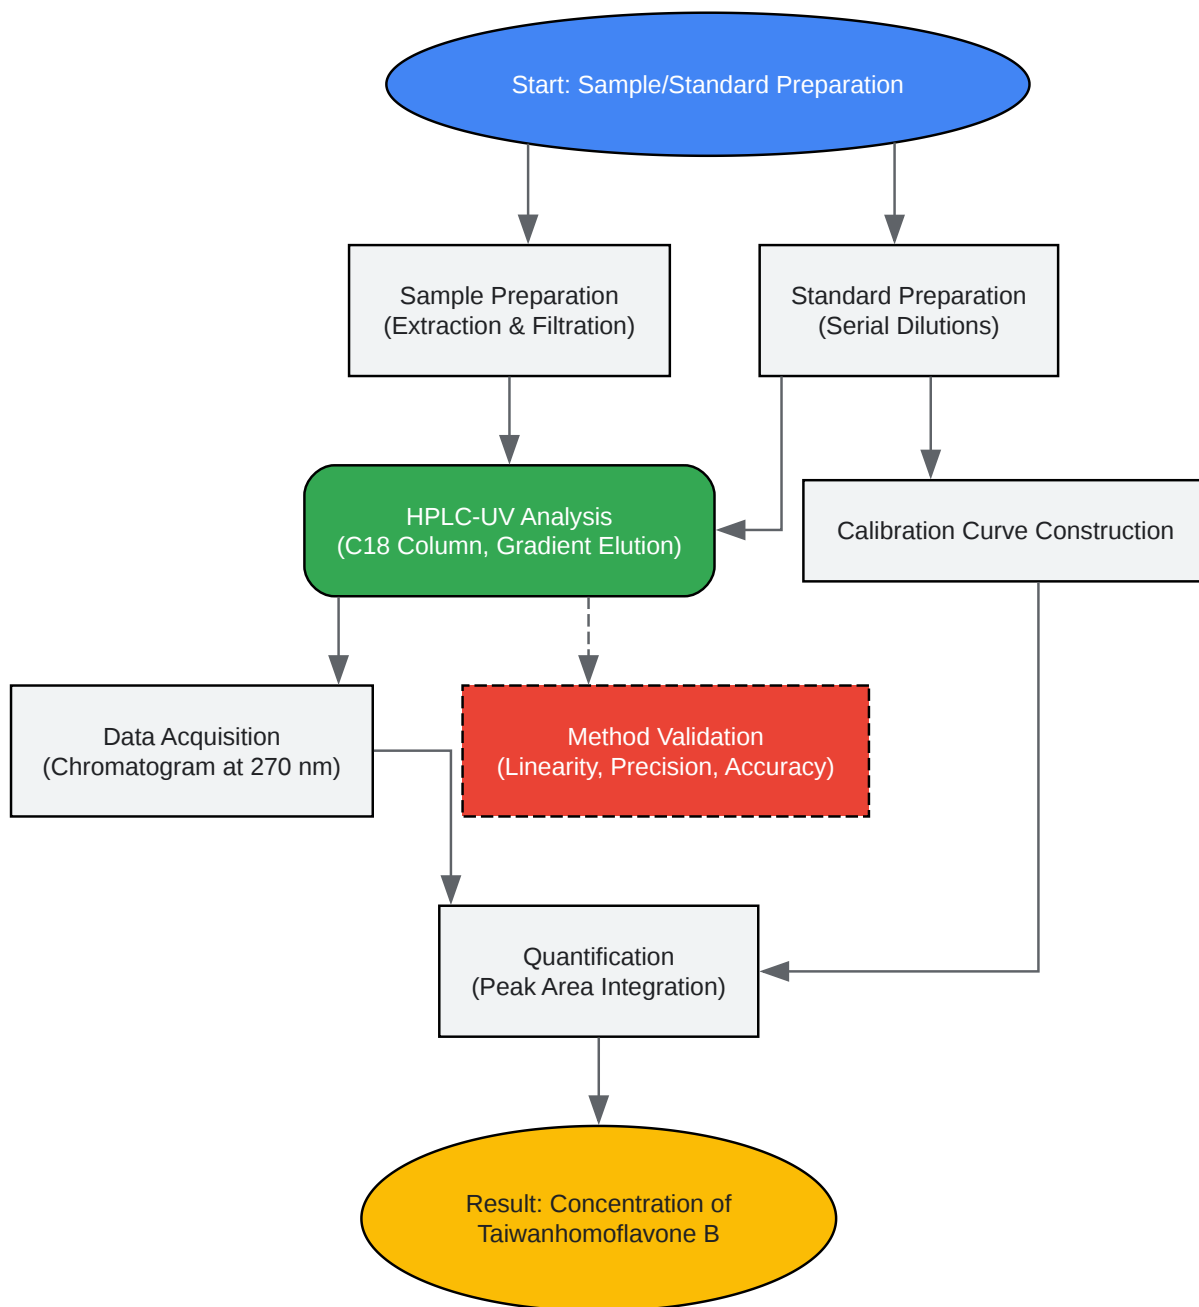 Start: Sample/Standard Preparation
Sample Preparation
(Extraction & Filtration)
Standard Preparation
(Serial Dilutions)
HPLC-UV Analysis
(C18 Column, Gradient Elution)
Calibration Curve Construction
Data Acquisition
(Chromatogram at 270 nm)
Method Validation
(Linearity, Precision, Accuracy)
Quantification
(Peak Area Integration)
Result: Concentration of
Taiwanhomoflavone B